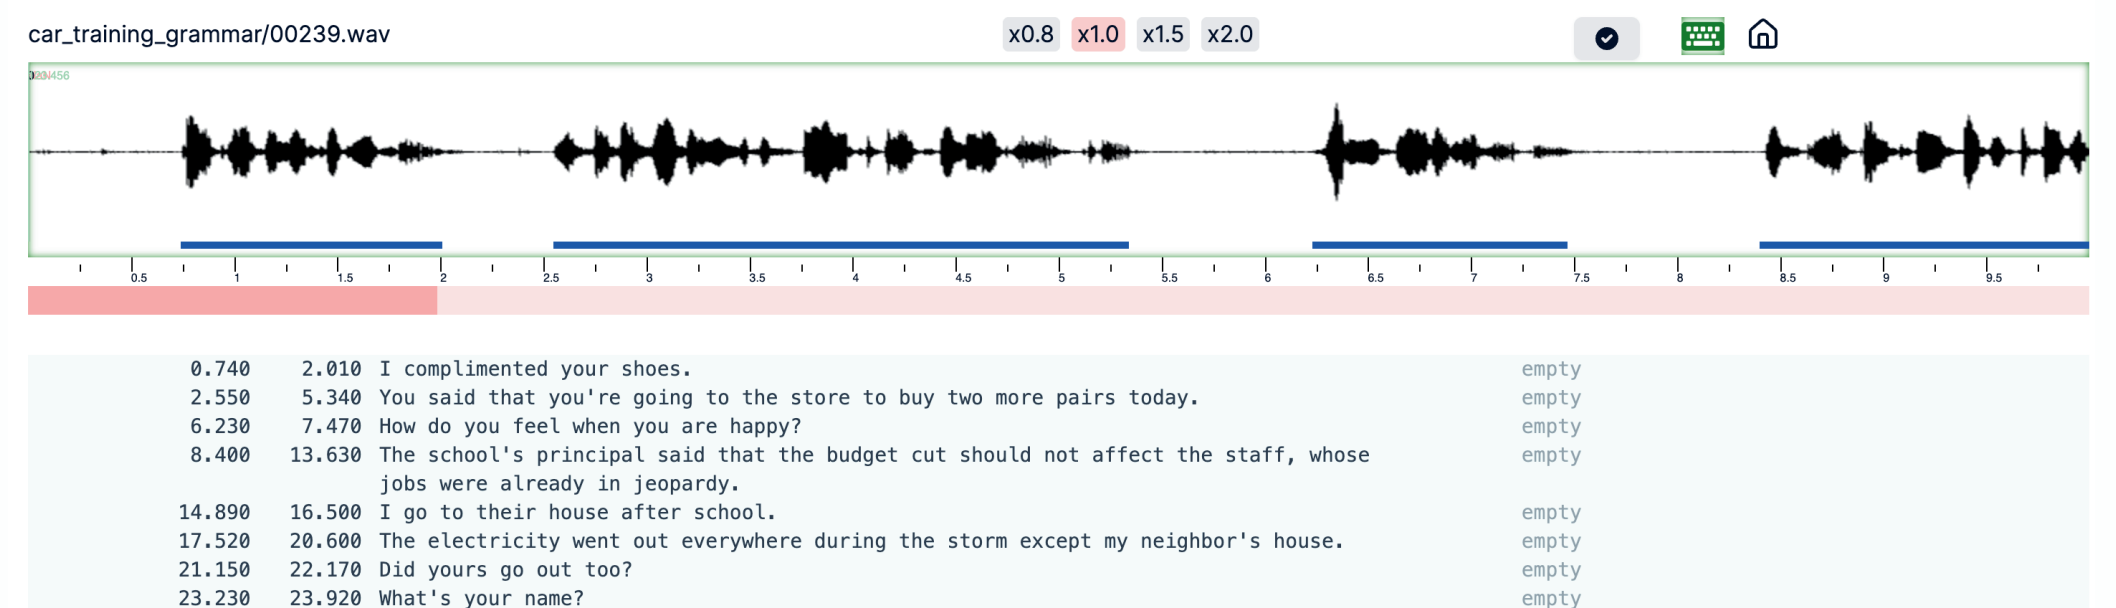 car_training_grammar/00239.wav x0.8 x1.0 x1.5 x2.0
0.5 1 1.5 2 2.5 3 3.5 4 4.5 5 5.5 6 6.5 7 7.5 8 8.5 9 9.5
0.740 2.010 I complimented your shoes. empty
2.550 5.340 You said that you're going to the store to buy two more pairs today. empty
6.230 7.470 How do you feel when you are happy? empty
8.400 13.630 The school's principal said that the budget cut should not affect the staff, whose empty
jobs were already in jeopardy.
14.890 16.500 I go to their house after school. empty
17.520 20.600 The electricity went out everywhere during the storm except my neighbor's house. empty
21.150 22.170 Did yours go out too? empty
23.230 23.920 What's your name? empty